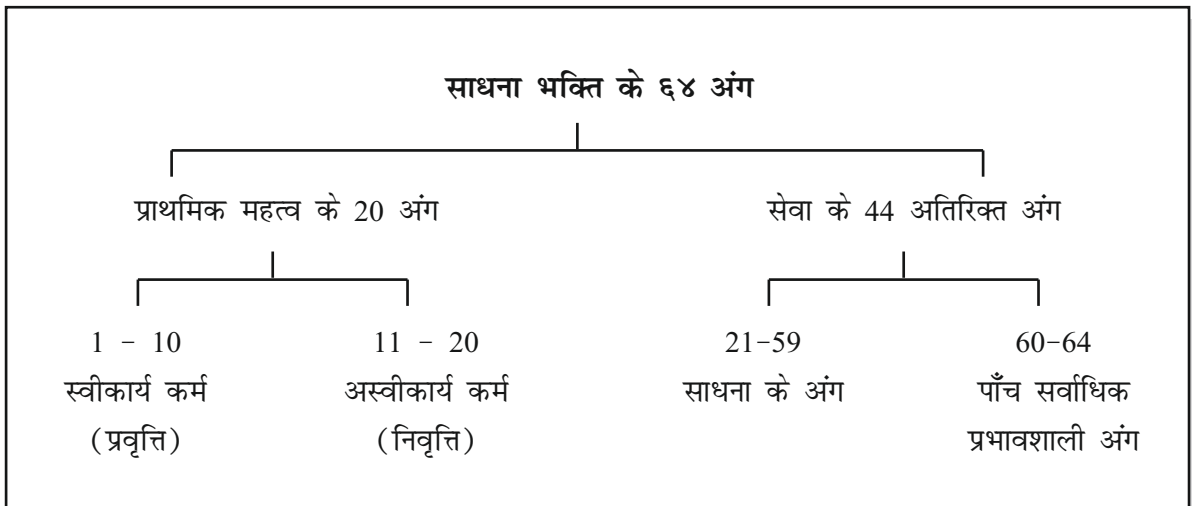 साधना भक्ति के ६४ अंग
प्राथमिक महत्व के 20 अंग
सेवा के 44 अतिरिक्त अंग
1 - 10
स्वीकार्य कर्म
(प्रवृत्ति)
11 - 20
अस्वीकार्य कर्म
(निवृत्ति)
21-59
साधना के अंग
60-64
पाँच सर्वाधिक
प्रभावशाली अंग